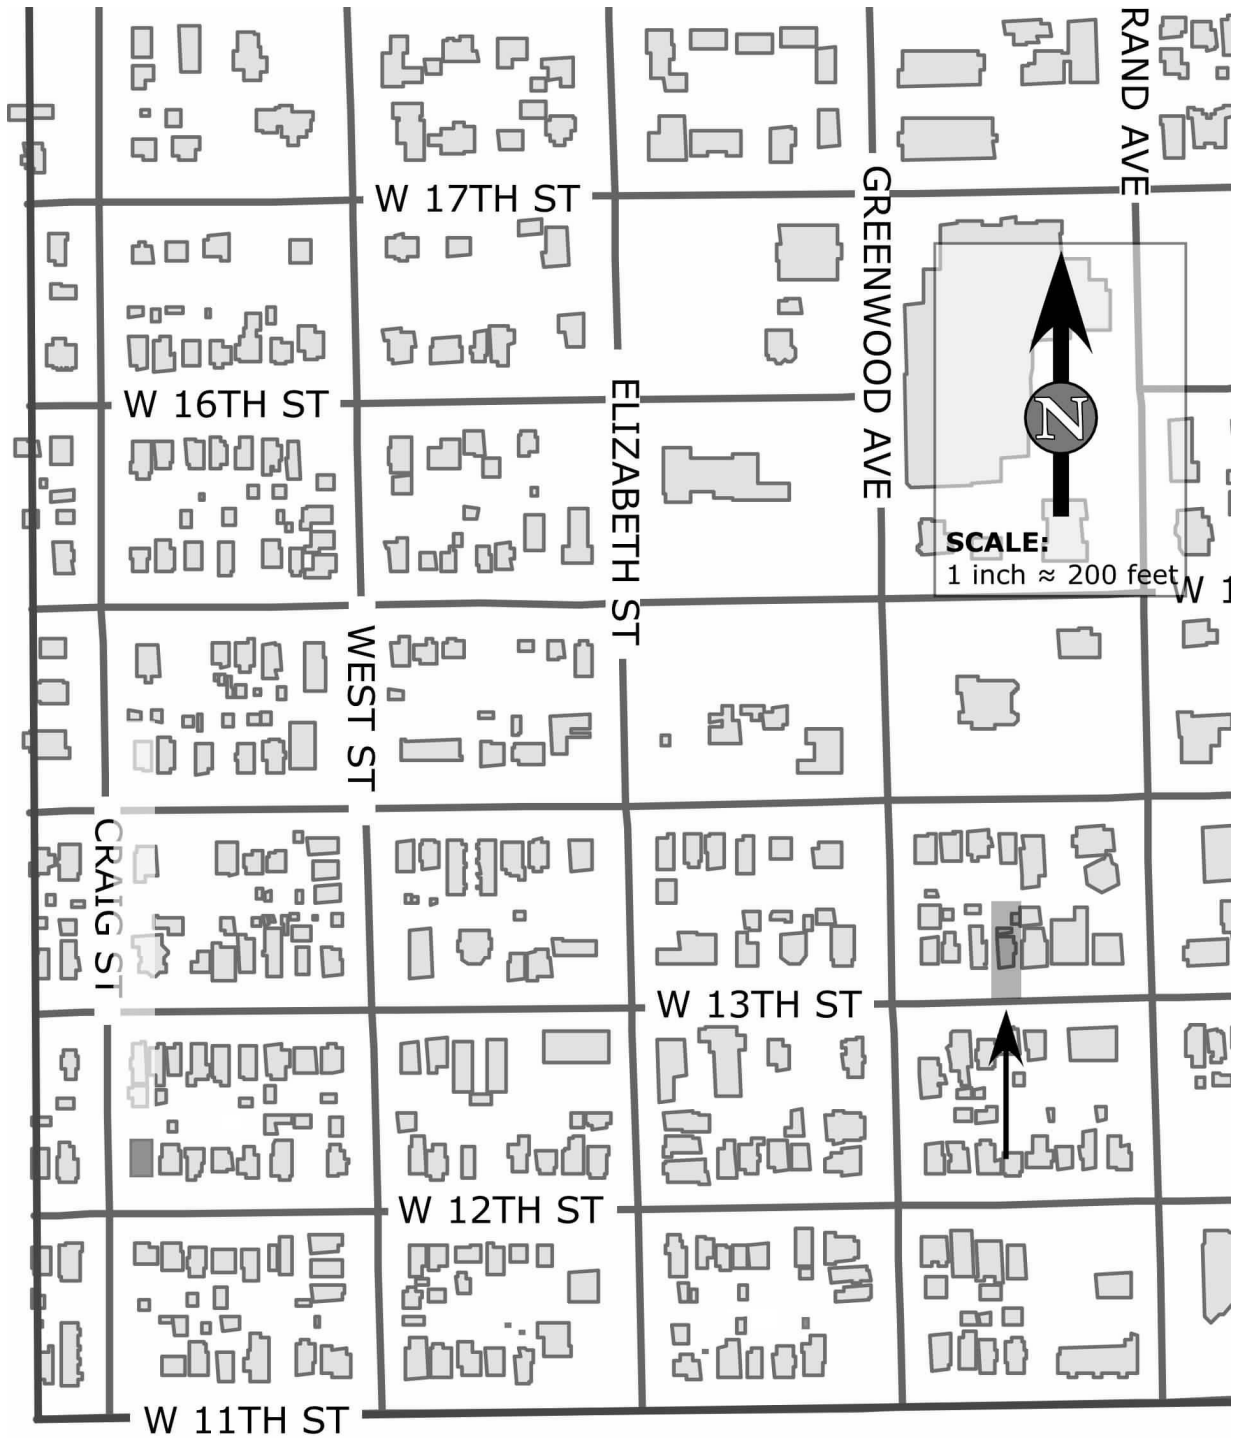 RAND AVE
W 17TH ST
GREENWOOD AVE
W 16TH ST
ELIZABETH ST
N
SCALE:
1 inch ≈ 200 feet
W 1
WEST ST
CRAIG ST
W 13TH ST
W 12TH ST
W 11TH ST